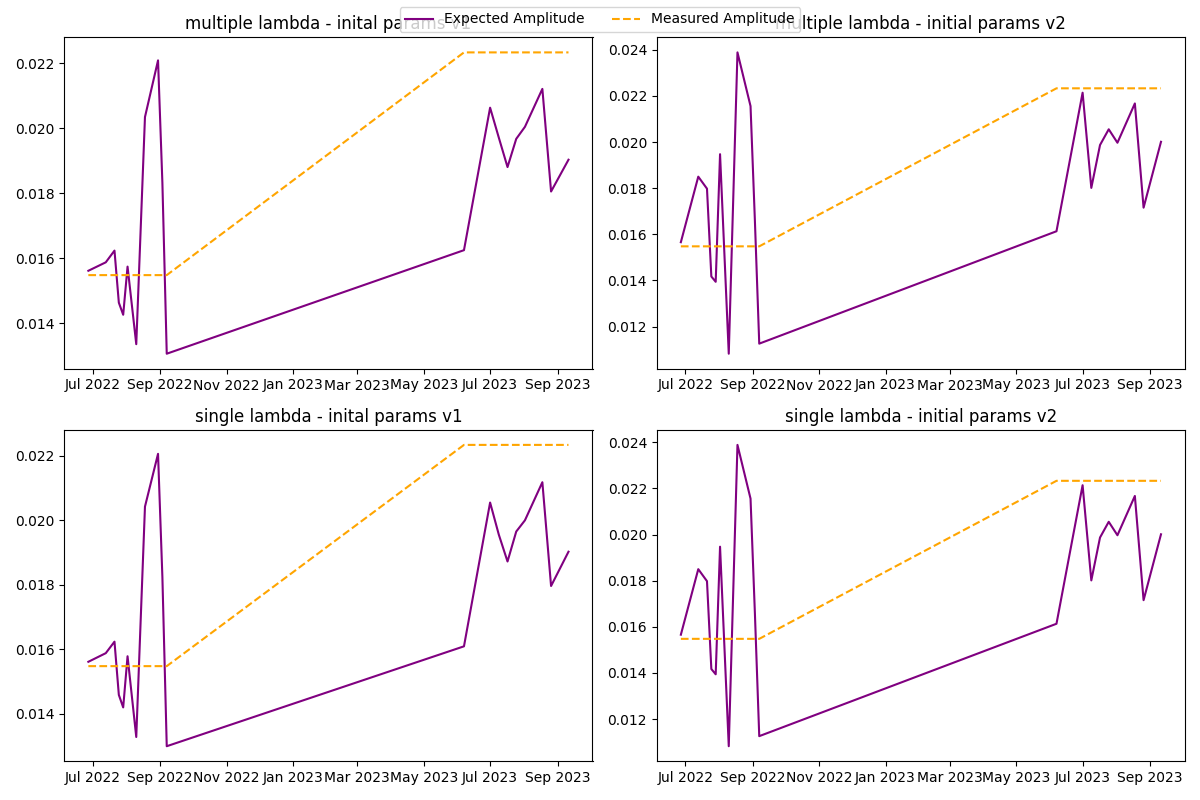 Expected Amplitude Measured Amplitude
multiple lambda - inital params v1
multiple lambda - initial params v2
0.022
0.020
0.018
0.016
0.014
Jul 2022 Sep 2022 Nov 2022 Jan 2023 Mar 2023 May 2023 Jul 2023 Sep 2023
0.024
0.022
0.020
0.018
0.016
0.014
0.012
Jul 2022 Sep 2022 Nov 2022 Jan 2023 Mar 2023 May 2023 Jul 2023 Sep 2023
single lambda - inital params v1
0.022
0.020
0.018
0.016
0.014
Jul 2022 Sep 2022 Nov 2022 Jan 2023 Mar 2023 May 2023 Jul 2023 Sep 2023
single lambda - initial params v2
0.024
0.022
0.020
0.018
0.016
0.014
0.012
Jul 2022 Sep 2022 Nov 2022 Jan 2023 Mar 2023 May 2023 Jul 2023 Sep 2023